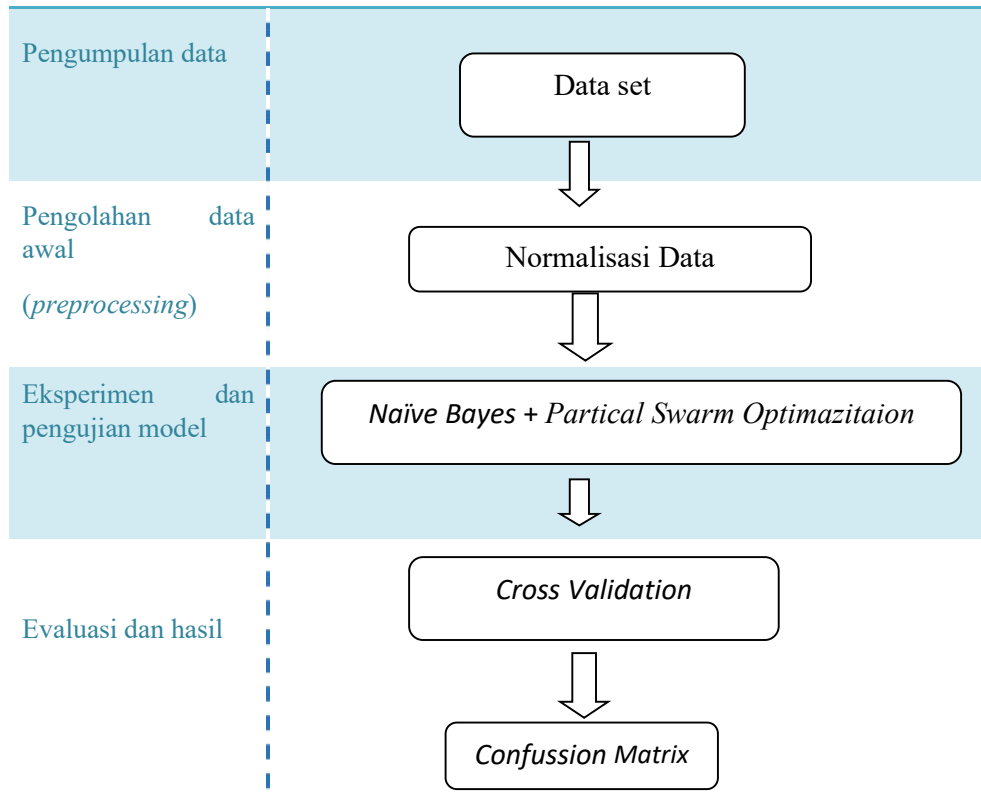 Pengumpulan data
Data set
Pengolahan data
awal
(preprocessing)
Normalisasi Data
Eksperimen dan
pengujian model
Naïve Bayes + Partical Swarm Optimazitaion
Evaluasi dan hasil
Cross Validation
Confussion Matrix